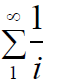 ∞
∑ 1/i
1